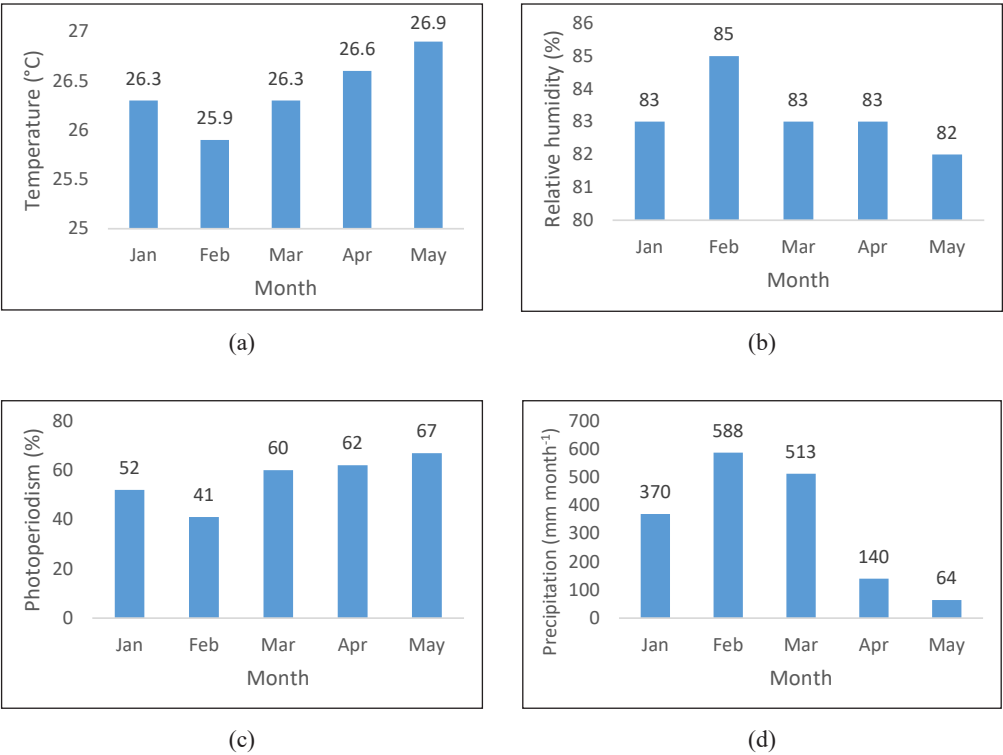 Temperature (°C)
27
26.5
26
25.5
25
26.3
25.9
26.3
26.6
26.9
Jan Feb Mar Apr May
Month
(a)
Relative humidity (%)
86
85
84
83
82
81
80
83
85
83
83
82
Jan Feb Mar Apr May
Month
(b)
Photoperiodism (%)
80
60
40
20
0
52
41
60
62
67
Jan Feb Mar Apr May
Month
(c)
Precipitation (mm month⁻¹)
700
600
500
400
300
200
100
0
370
588
513
140
64
Jan Feb Mar Apr May
Month
(d)